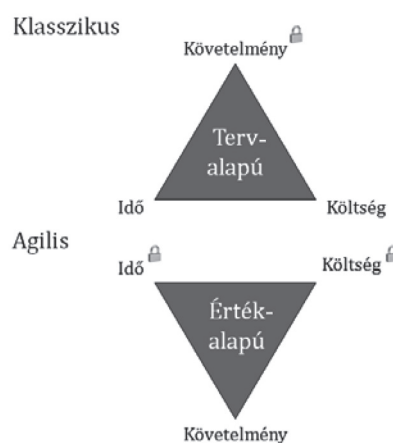 Klasszikus
Követelmény
Terv-
alapú
Idő
Költség
Agilis
Idő
Költség
Érték-
alapú
Követelmény